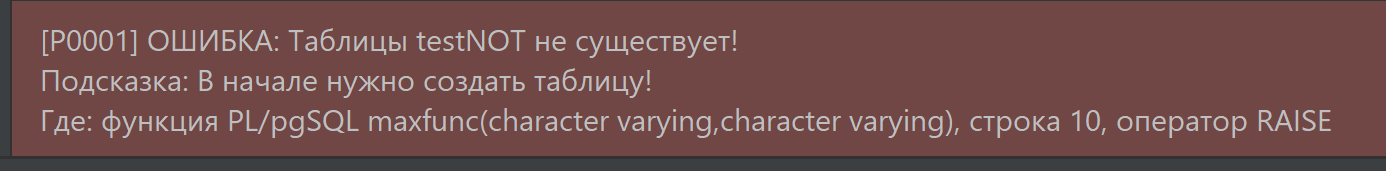 [P0001] ОШИБКА: Таблицы testNOT не существует!
Подсказка: В начале нужно создать таблицу!
Где: функция PL/pgSQL maxfunc(character varying,character varying), строка 10, оператор RAISE